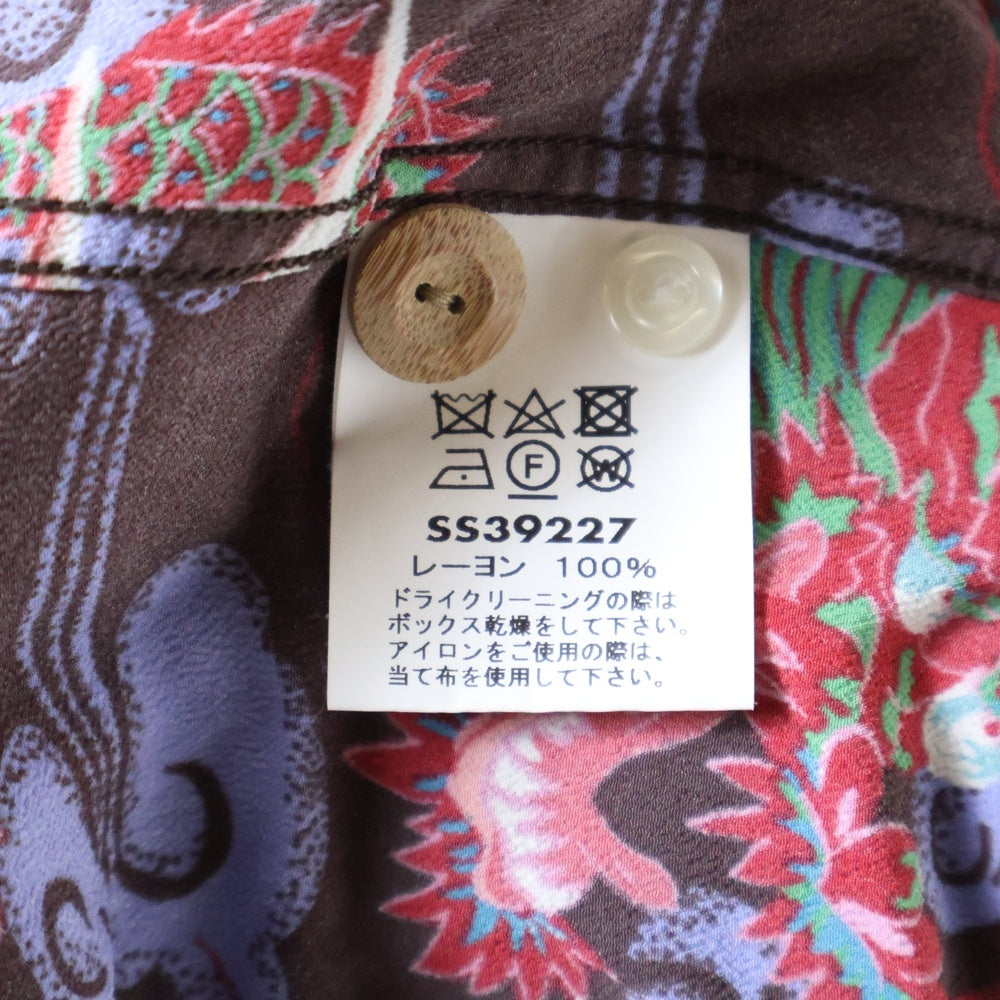 F
W
SS39227
レーヨン 100%
ドライクリーニングの際は
ボックス乾燥をして下さい。
アイロンをご使用の際は、
当て布を使用して下さい。